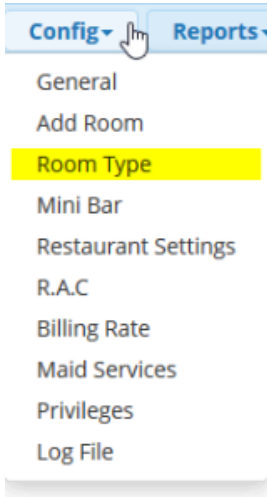 Config Reports
General
Add Room
Room Type
Mini Bar
Restaurant Settings
R.A.C
Billing Rate
Maid Services
Privileges
Log File